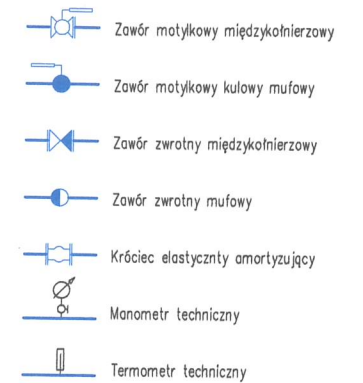 Zawór motylkowy międzykołnierzowy
Zawór motylkowy kulowy mufowy
Zawór zwrotny międzykołnierzowy
Zawór zwrotny mufowy
Króciec elastycznty amortyzujący
Manometr techniczny
Termometr techniczny